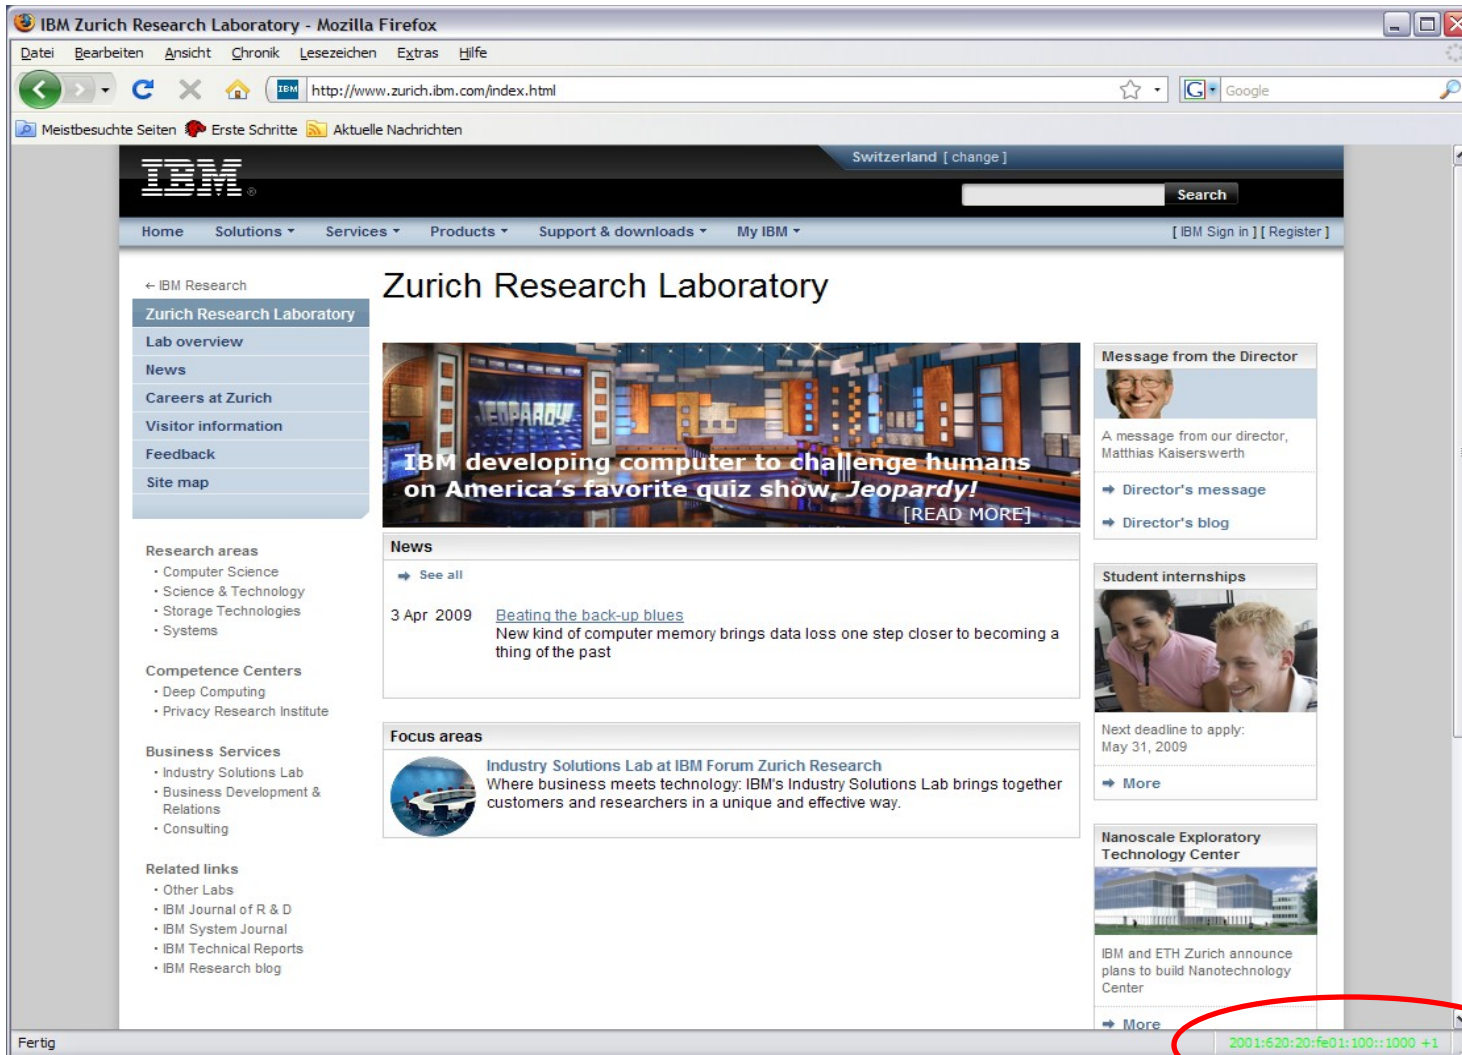 IBM Zurich Research Laboratory - Mozilla Firefox
Datei Bearbeiten Ansicht Chronik Lesezeichen Extras Hilfe
IBM http://www.zurich.ibm.com/index.html G Google
Meistbesuchte Seiten Erste Schritte Aktuelle Nachrichten
IBM®
Switzerland [ change ]
Search
Home Solutions Services Products Support & downloads My IBM [ IBM Sign in ] [ Register ]
← IBM Research
Zurich Research Laboratory
Lab overview
News
Careers at Zurich
Visitor information
Feedback
Site map
Research areas
• Computer Science
• Science & Technology
• Storage Technologies
• Systems
Competence Centers
• Deep Computing
• Privacy Research Institute
Business Services
• Industry Solutions Lab
• Business Development &
Relations
• Consulting
Related links
• Other Labs
• IBM Journal of R & D
• IBM System Journal
• IBM Technical Reports
• IBM Research blog
Zurich Research Laboratory
JEOPARDY!
IBM developing computer to challenge humans
on America's favorite quiz show, Jeopardy!
[READ MORE]
News
See all
3 Apr 2009 Beating the back-up blues
New kind of computer memory brings data loss one step closer to becoming a
thing of the past
Focus areas
Industry Solutions Lab at IBM Forum Zurich Research
Where business meets technology: IBM's Industry Solutions Lab brings together
customers and researchers in a unique and effective way.
Message from the Director
A message from our director,
Matthias Kaiserswerth
Director's message
Director's blog
Student internships
Next deadline to apply:
May 31, 2009
More
Nanoscale Exploratory
Technology Center
IBM and ETH Zurich announce
plans to build Nanotechnology
Center
More
Fertig 2001:620:20:fe01:100::1000 +1